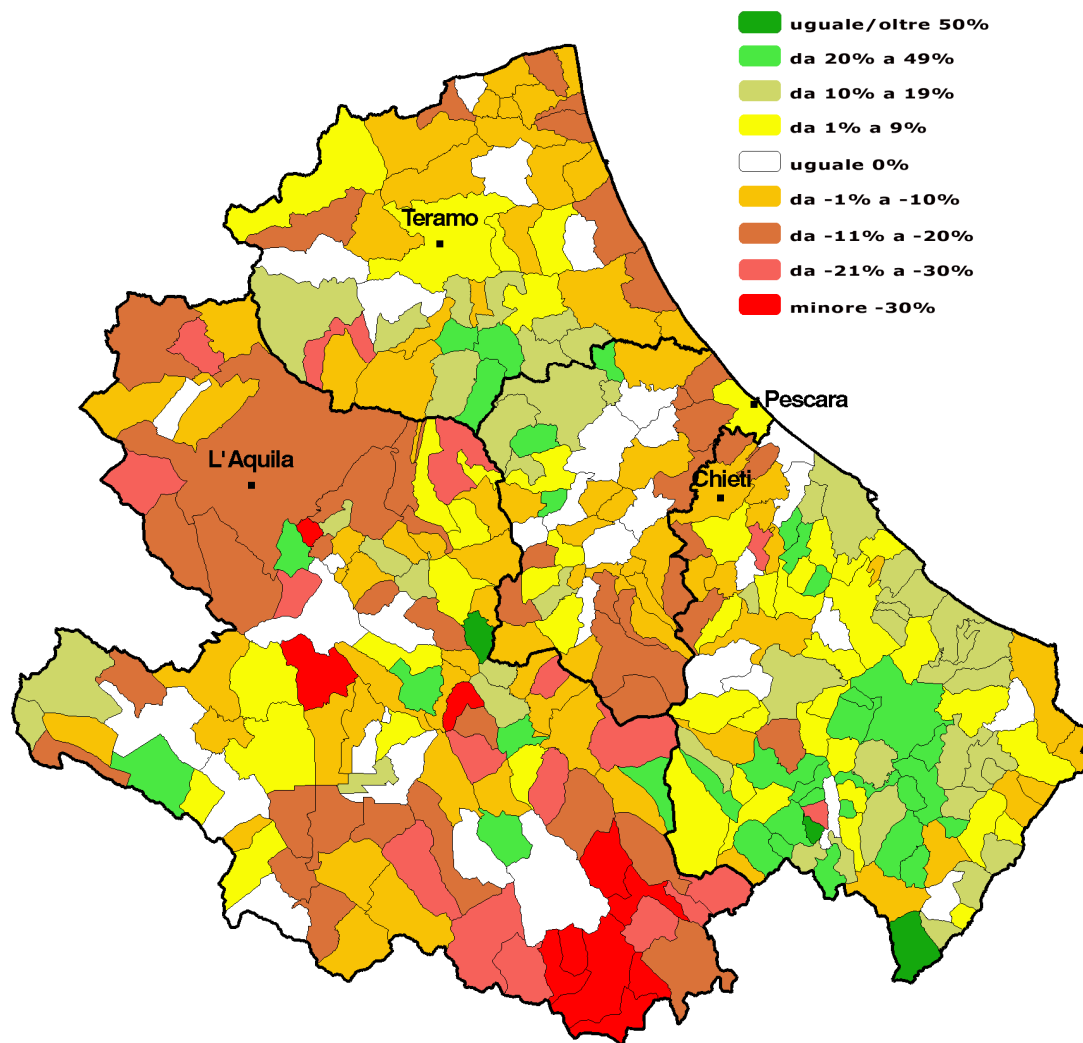 uguale/oltre 50%
da 20% a 49%
da 10% a 19%
da 1% a 9%
uguale 0%
da -1% a -10%
da -11% a -20%
da -21% a -30%
minore -30%
Teramo
Pescara
L'Aquila
Chieti